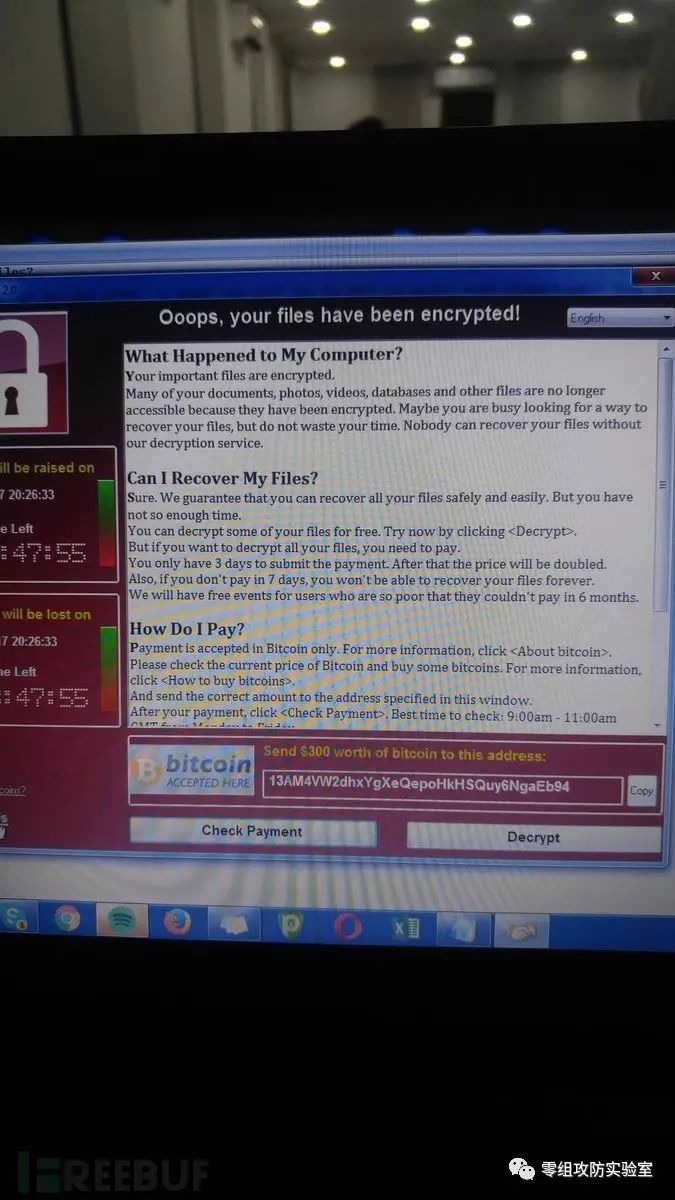 2.0
Ooops, your files have been encrypted!
English
What Happened to My Computer?
Your important files are encrypted.
Many of your documents, photos, videos, databases and other files are no longer
accessible because they have been encrypted. Maybe you are busy looking for a way to
recover your files, but do not waste your time. Nobody can recover your files without
our decryption service.
Can I Recover My Files?
Sure. We guarantee that you can recover all your files safely and easily. But you have
not so enough time.
You can decrypt some of your files for free. Try now by clicking <Decrypt>.
But if you want to decrypt all your files, you need to pay.
You only have 3 days to submit the payment. After that the price will be doubled.
Also, if you don't pay in 7 days, you won't be able to recover your files forever.
We will have free events for users who are so poor that they couldn't pay in 6 months.
How Do I Pay?
Payment is accepted in Bitcoin only. For more information, click <About bitcoin>.
Please check the current price of Bitcoin and buy some bitcoins. For more information,
click <How to buy bitcoins>.
And send the correct amount to the address specified in this window.
After your payment, click <Check Payment>. Best time to check: 9:00am - 11:00am
GMT from Monday to Friday.
ill be raised on
7 20:26:33
e Left
:47:55
will be lost on
17 20:26:33
ne Left
:47:55
coins?
s
bitcoin
ACCEPTED HERE
Send $300 worth of bitcoin to this address:
13AM4VW2dhxYgXeQepoHkHSQuy6NgaEb94
Copy
Check Payment
Decrypt
REEBUF
零组攻防实验室